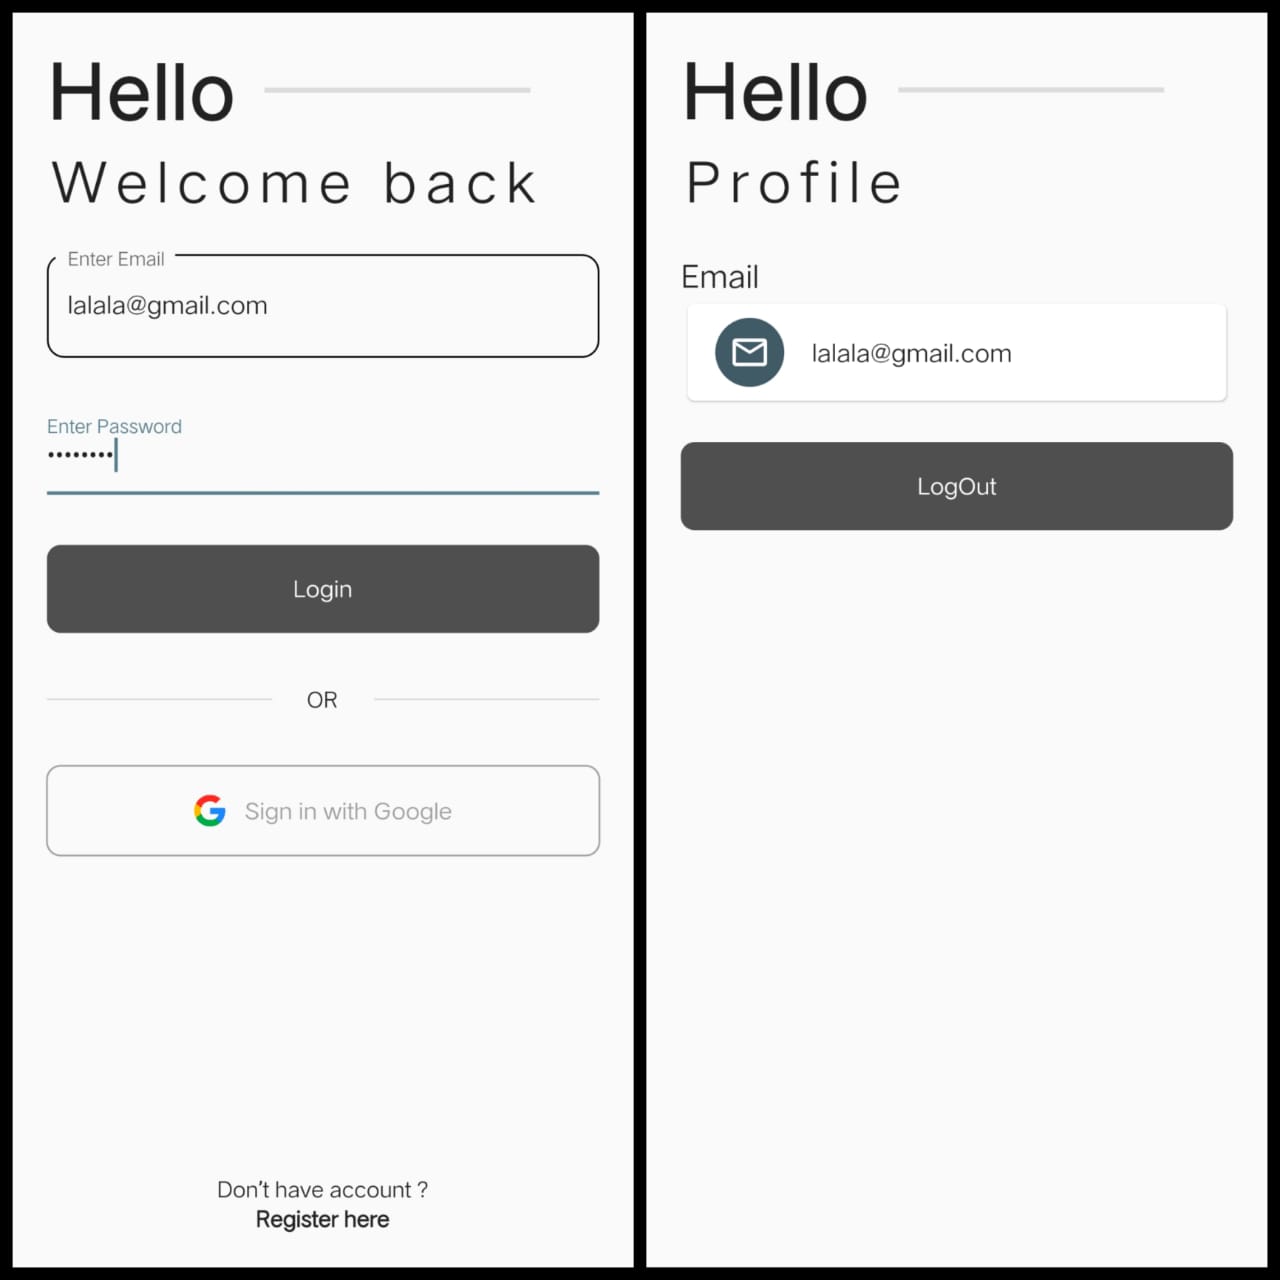 Hello
Welcome back
Enter Email
lalala@gmail.com
Enter Password
••••••••
Login
OR
Sign in with Google
Don't have account ?
Register here
Hello
Profile
Email
lalala@gmail.com
LogOut